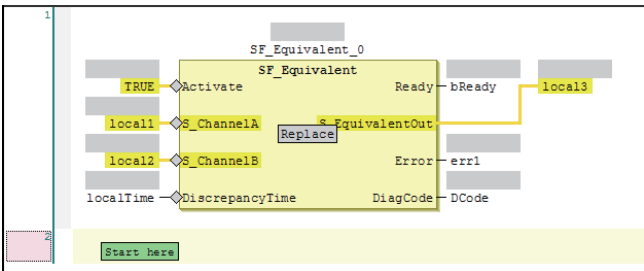 1
SF_Equivalent_0
SF_Equivalent
TRUE Activate Ready bReady local3
local1 S_ChannelA S_EquivalentOut
Replace
local2 S_ChannelB Error err1
localTime DiscrepancyTime DiagCode DCode
2
Start here